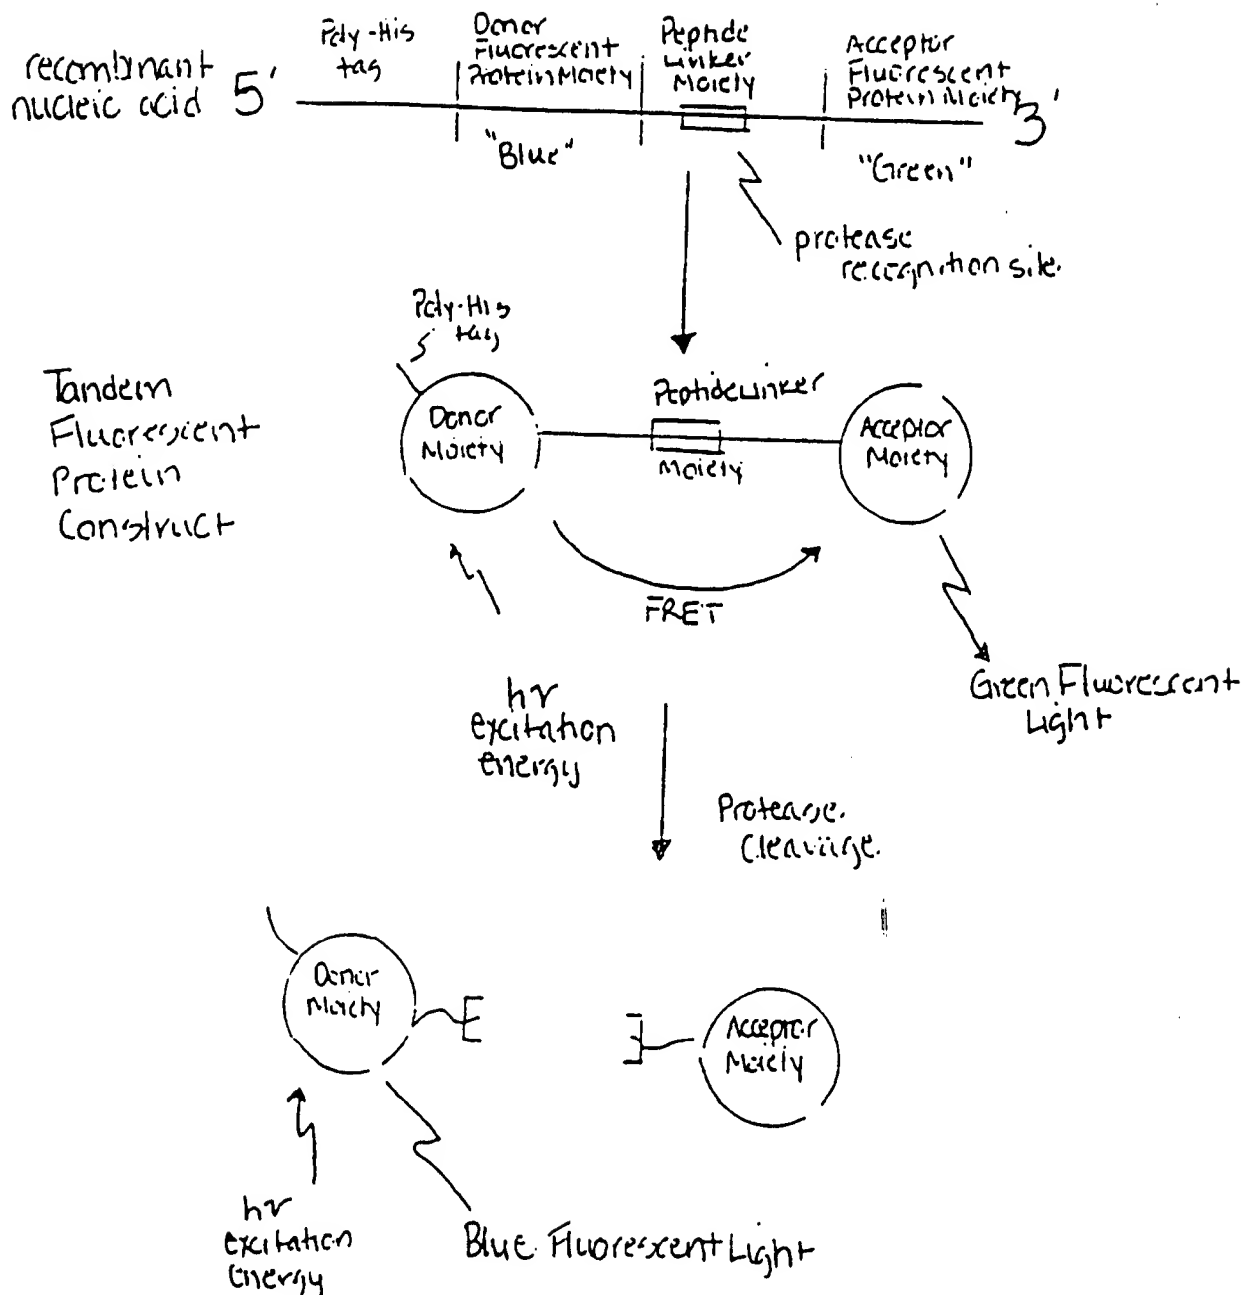 recombinant
nucleic acid
5'
Poly-His
tag
Donor
Fluorescent
Protein Moiety
Peptide
Linker
Moiety
Acceptor
Fluorescent
Protein Moiety
3'
"Blue"
"Green"
protease
recognition site.
Poly-His
tag
Tandem
Fluorescent
Protein
Construct
Donor
Moiety
Peptide Linker
Moiety
Acceptor
Moiety
FRET
hν
excitation
energy
Green Fluorescent
Light
Protease
Cleavage.
Donor
Moiety
Acceptor
Moiety
hν
excitation
energy
Blue Fluorescent Light